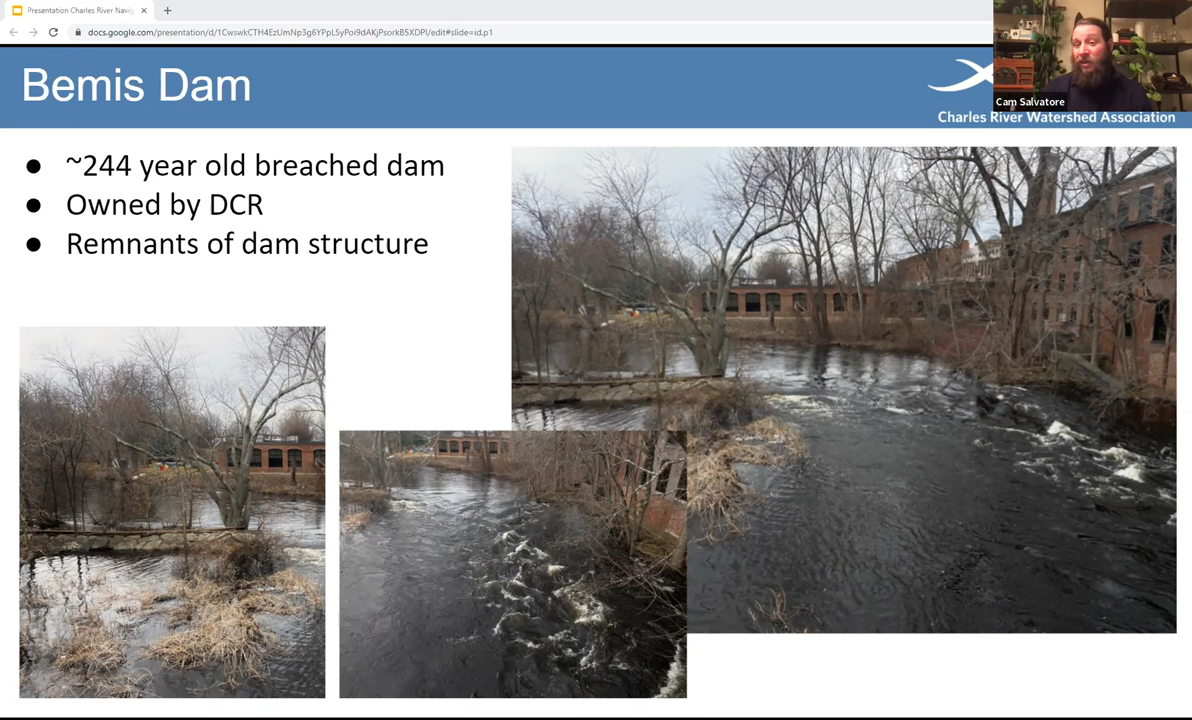 Presentation Charles River Navig
docs.google.com/presentation/d/1CwswkCTH4EzUmNp3g6YPpL5yPoi9dAKjPsorkB5XDPI/edit#slide=id.p1
Bemis Dam
Cam Salvatore
Charles River Watershed Association
● ~244 year old breached dam
● Owned by DCR
● Remnants of dam structure